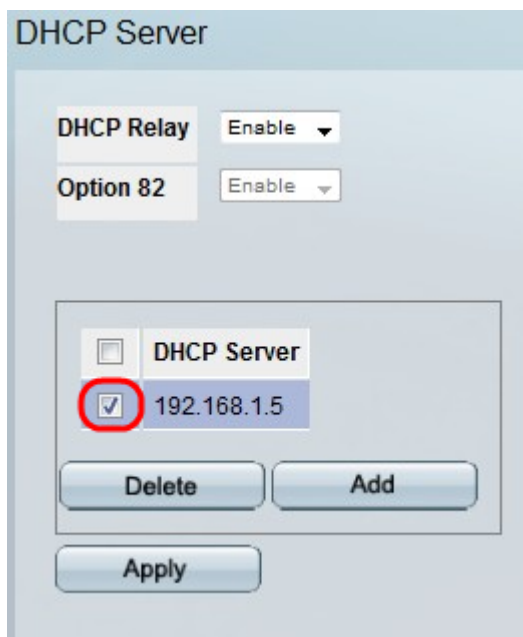 DHCP Server
DHCP Relay Enable
Option 82 Enable
DHCP Server
192.168.1.5
Delete Add
Apply